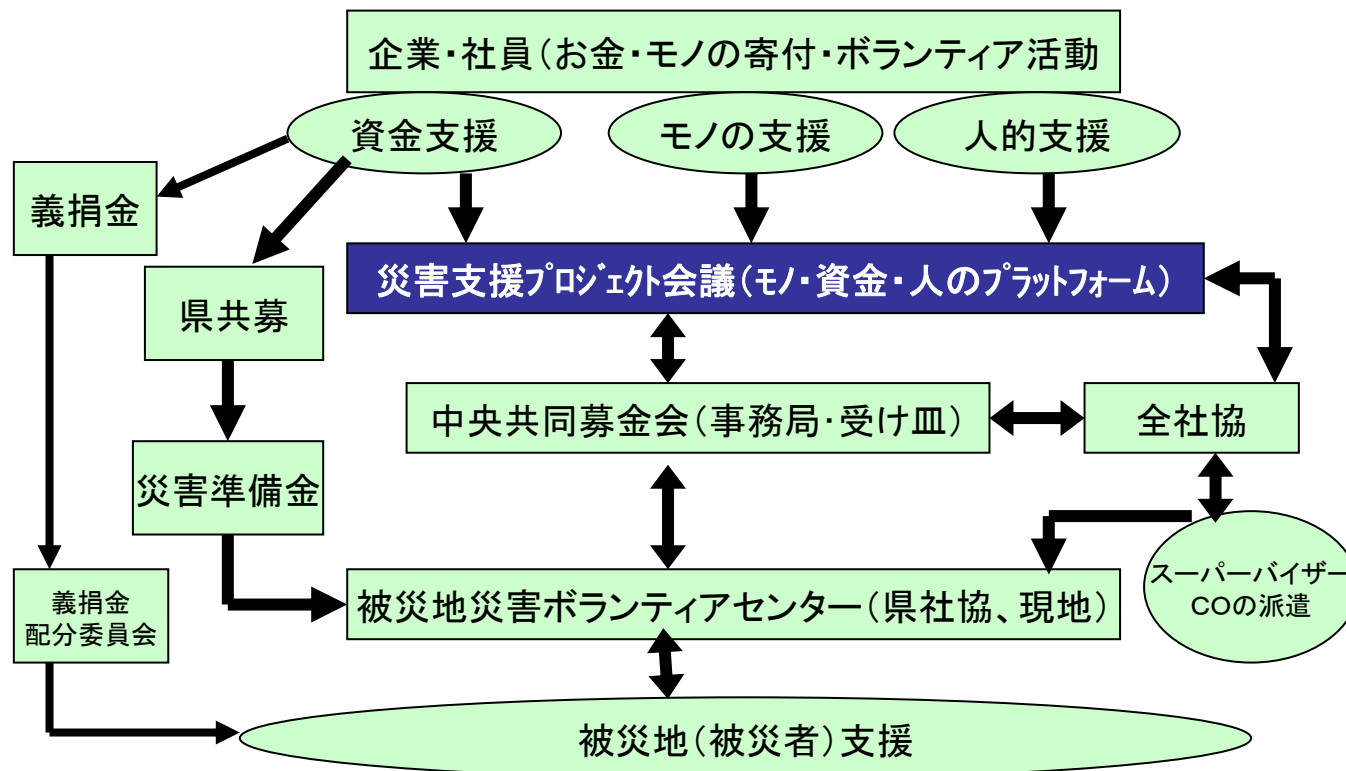 企業・社員（お金・モノの寄付・ボランティア活動
資金支援
モノの支援
人的支援
義捐金
災害支援プロジェクト会議（モノ・資金・人のプラットフォーム）
県共募
中央共同募金会（事務局・受け皿）
全社協
災害準備金
スーパーバイザー
COの派遣
義捐金
配分委員会
被災地災害ボランティアセンター（県社協、現地）
被災地（被災者）支援